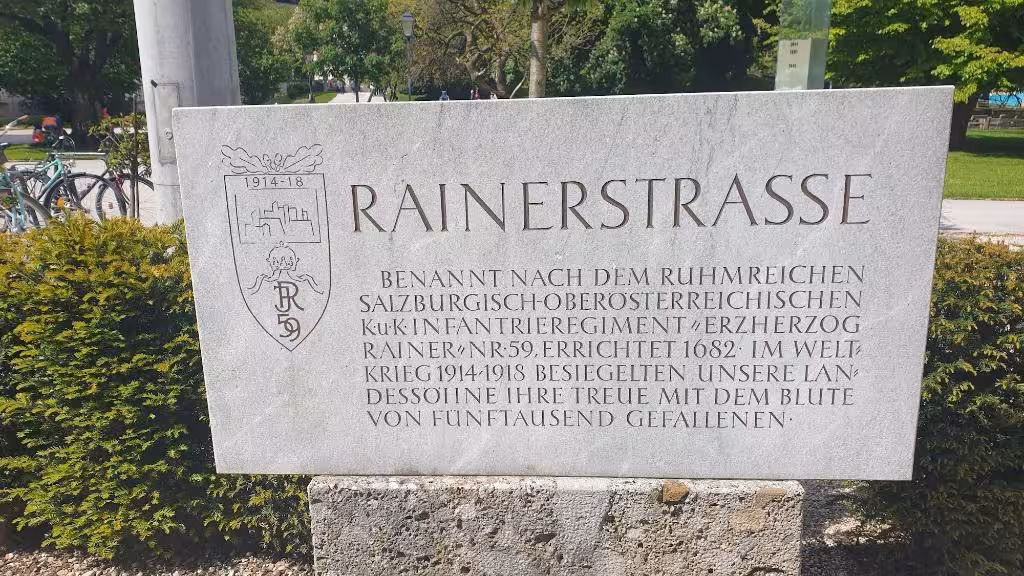 1914-18
RAINERSTRASSE
BENANNT NACH DEM RUHMREICHEN
SALZBURGISCH-OBERÖSTERREICHISCHEN
K.u.K. INFANTRIEREGIMENT „ERZHERZOG
RAINER“ NR. 59, ERRICHTET 1682. IM WELT-
KRIEG 1914-1918 BESIEGELTEN UNSERE LAN-
DESSÖHNE IHRE TREUE MIT DEM BLUTE
VON FÜNFTAUSEND GEFALLENEN.
R
59